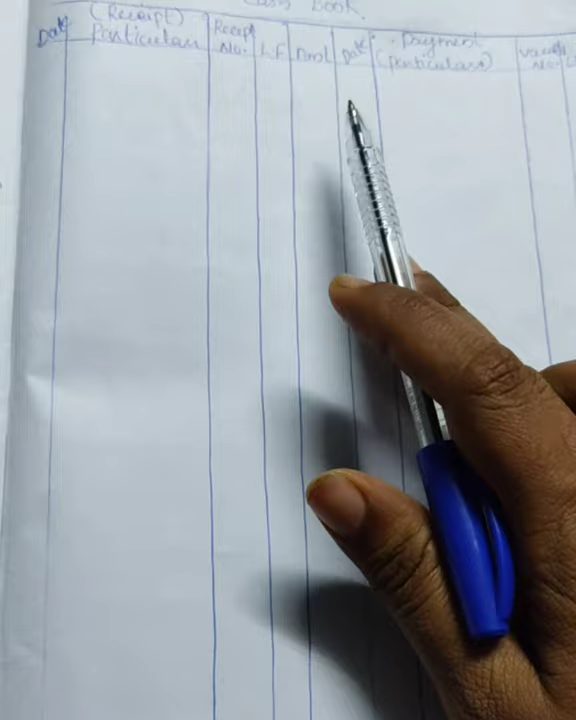 Cash Book
Date (Receipt) Particulars Receipt No. L.F Amt Date Payment (particulars) Voucher No. L